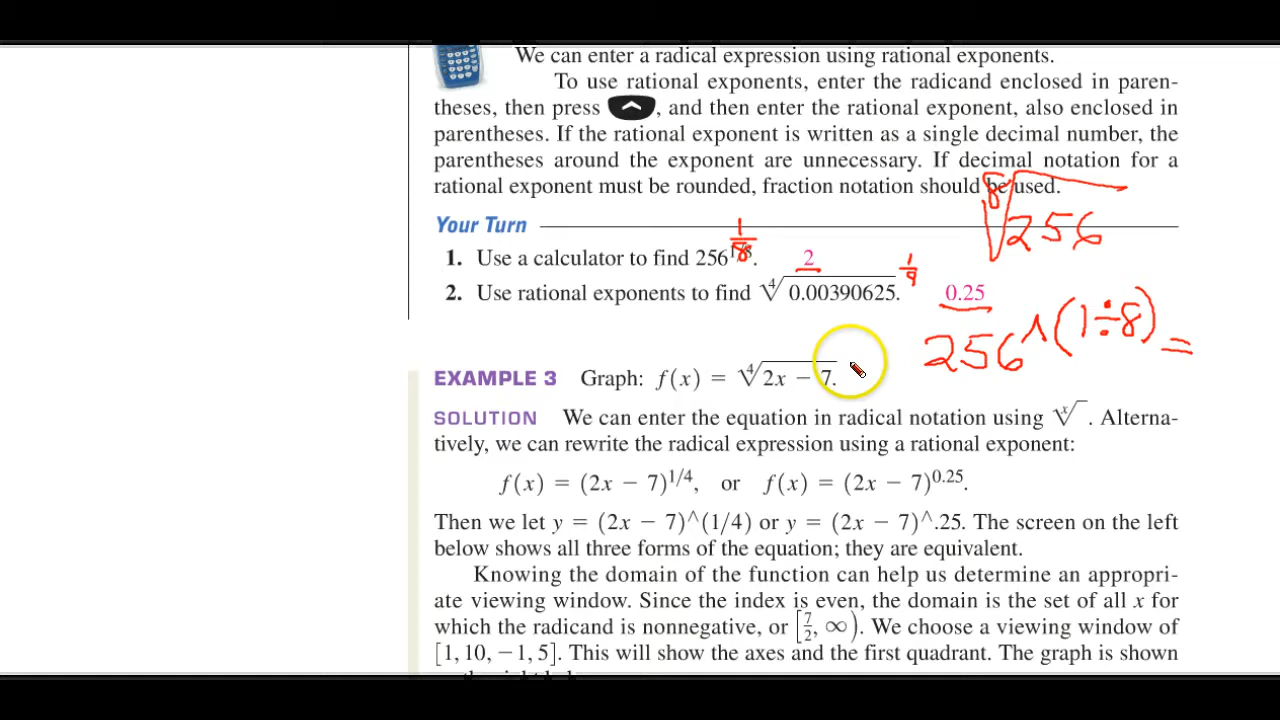 We can enter a radical expression using rational exponents.
To use rational exponents, enter the radicand enclosed in paren-
theses, then press ^, and then enter the rational exponent, also enclosed in
parentheses. If the rational exponent is written as a single decimal number, the
parentheses around the exponent are unnecessary. If decimal notation for a
rational exponent must be rounded, fraction notation should be used.
⁸√256
Your Turn
1. Use a calculator to find 256^1/8. 2
1/8
2. Use rational exponents to find ⁴√0.00390625. 0.25
1/9
256^(1÷8) =
EXAMPLE 3 Graph: f(x) = ⁴√2x − 7.
SOLUTION We can enter the equation in radical notation using ˣ√. Alterna-
tively, we can rewrite the radical expression using a rational exponent:
f(x) = (2x − 7)^1/4, or f(x) = (2x − 7)^0.25.
Then we let y = (2x − 7)^(1/4) or y = (2x − 7)^.25. The screen on the left
below shows all three forms of the equation; they are equivalent.
Knowing the domain of the function can help us determine an appropri-
ate viewing window. Since the index is even, the domain is the set of all x for
which the radicand is nonnegative, or [7/2, ∞). We choose a viewing window of
[1, 10, −1, 5]. This will show the axes and the first quadrant. The graph is shown